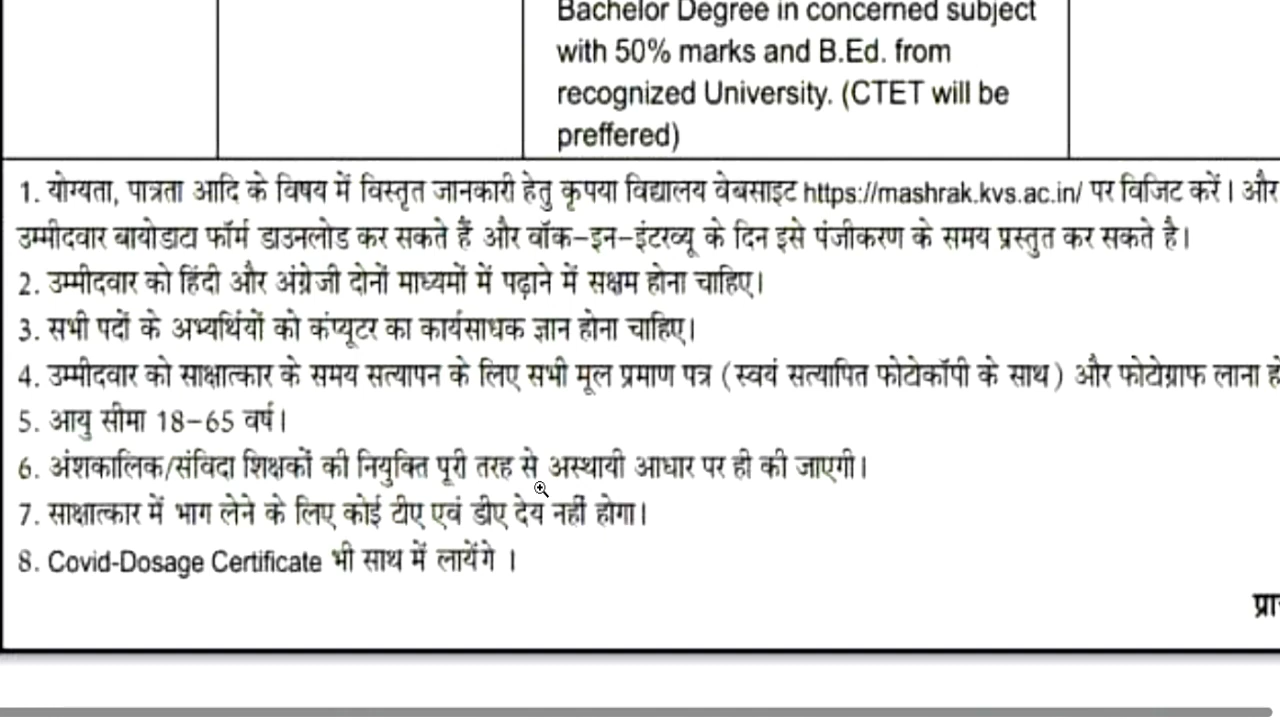 Bachelor Degree in concerned subject
with 50% marks and B.Ed. from
recognized University. (CTET will be
preffered)
1. योग्यता, पात्रता आदि के विषय में विस्तृत जानकारी हेतु कृपया विद्यालय वेबसाइट https://mashrak.kvs.ac.in/ पर विजिट करें। और
उम्मीदवार बायोडाटा फॉर्म डाउनलोड कर सकते हैं और वॉक-इन-इंटरव्यू के दिन इसे पंजीकरण के समय प्रस्तुत कर सकते है।
2. उम्मीदवार को हिंदी और अंग्रेजी दोनों माध्यमों में पढ़ाने में सक्षम होना चाहिए।
3. सभी पदों के अभ्यर्थियों को कंप्यूटर का कार्यसाधक ज्ञान होना चाहिए।
4. उम्मीदवार को साक्षात्कार के समय सत्यापन के लिए सभी मूल प्रमाण पत्र (स्वयं सत्यापित फोटोकॉपी के साथ) और फोटोग्राफ लाना
5. आयु सीमा 18-65 वर्ष।
6. अंशकालिक/संविदा शिक्षकों की नियुक्ति पूरी तरह से अस्थायी आधार पर ही की जाएगी।
7. साक्षात्कार में भाग लेने के लिए कोई टीए एवं डीए देय नहीं होगा।
8. Covid-Dosage Certificate भी साथ में लायेंगे ।